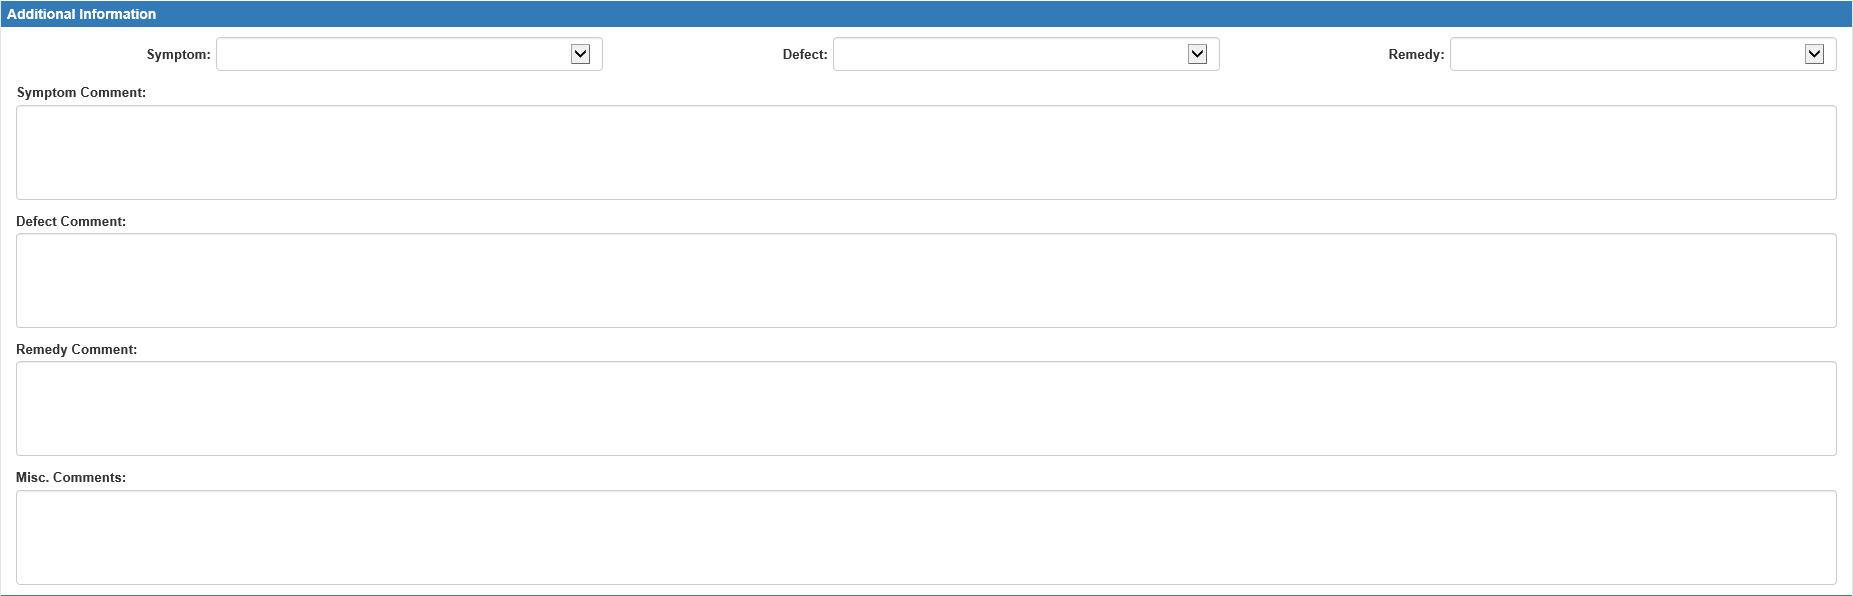 Additional Information
Symptom: Defect: Remedy:
Symptom Comment:
Defect Comment:
Remedy Comment:
Misc. Comments: